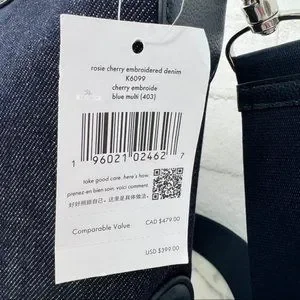 rosie cherry embroidered denim
K6099
cherry embroide
blue multi (403)
1 96021 02462 7
take good care. here's how.
prenez-en bien soin. voici comment.
好好照顾自己。这里是具体做法。
Comparable Value
CAD $479.00
USD $399.00